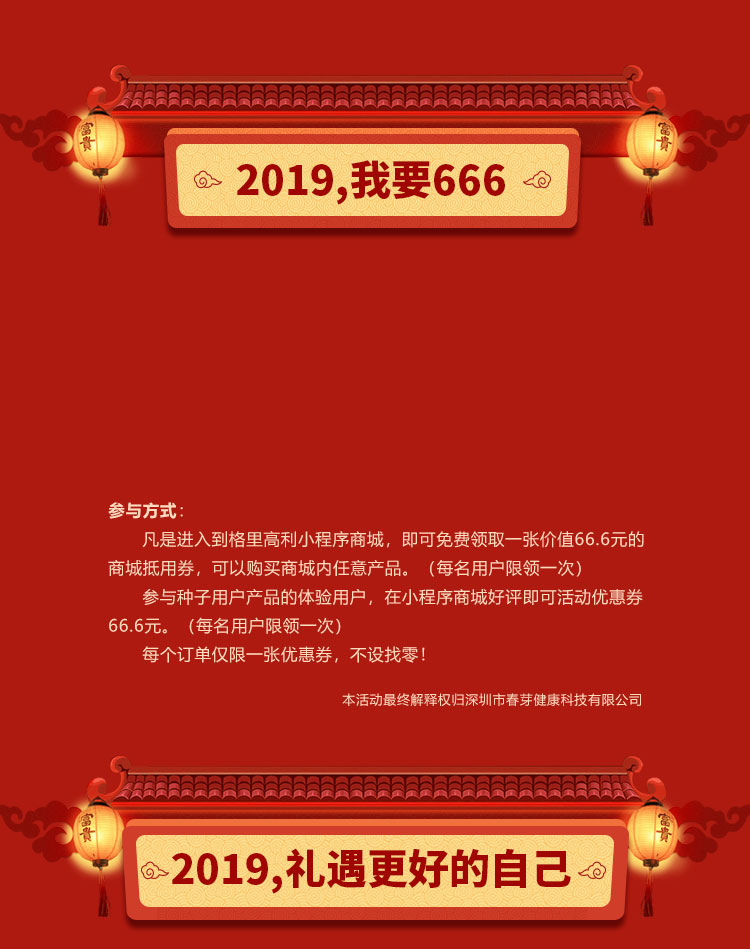 富貴
富貴
2019,我要666
参与方式：
凡是进入到格里高利小程序商城，即可免费领取一张价值66.6元的
商城抵用券，可以购买商城内任意产品。（每名用户限领一次）
参与种子用户产品的体验用户，在小程序商城好评即可活动优惠券
66.6元。（每名用户限领一次）
每个订单仅限一张优惠券，不设找零！
本活动最终解释权归深圳市春芽健康科技有限公司
富貴
富貴
2019,礼遇更好的自己